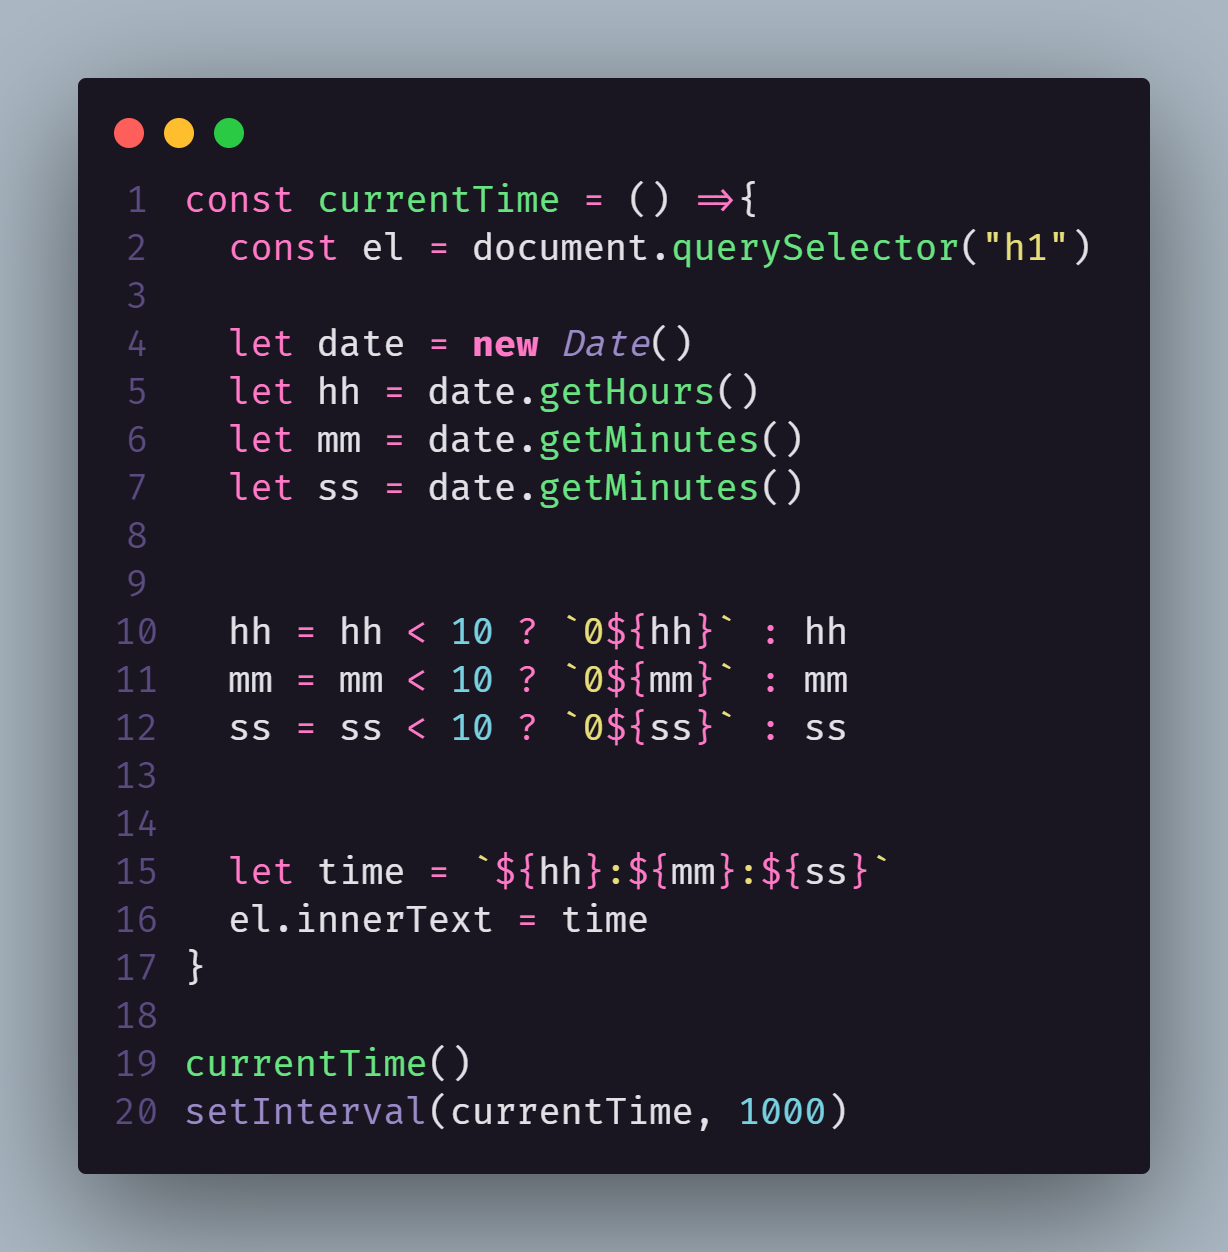 1 const currentTime = () =>{
2   const el = document.querySelector("h1")
3
4   let date = new Date()
5   let hh = date.getHours()
6   let mm = date.getMinutes()
7   let ss = date.getMinutes()
8
9
10   hh = hh < 10 ? `0${hh}` : hh
11   mm = mm < 10 ? `0${mm}` : mm
12   ss = ss < 10 ? `0${ss}` : ss
13
14
15   let time = `${hh}:${mm}:${ss}`
16   el.innerText = time
17 }
18
19 currentTime()
20 setInterval(currentTime, 1000)